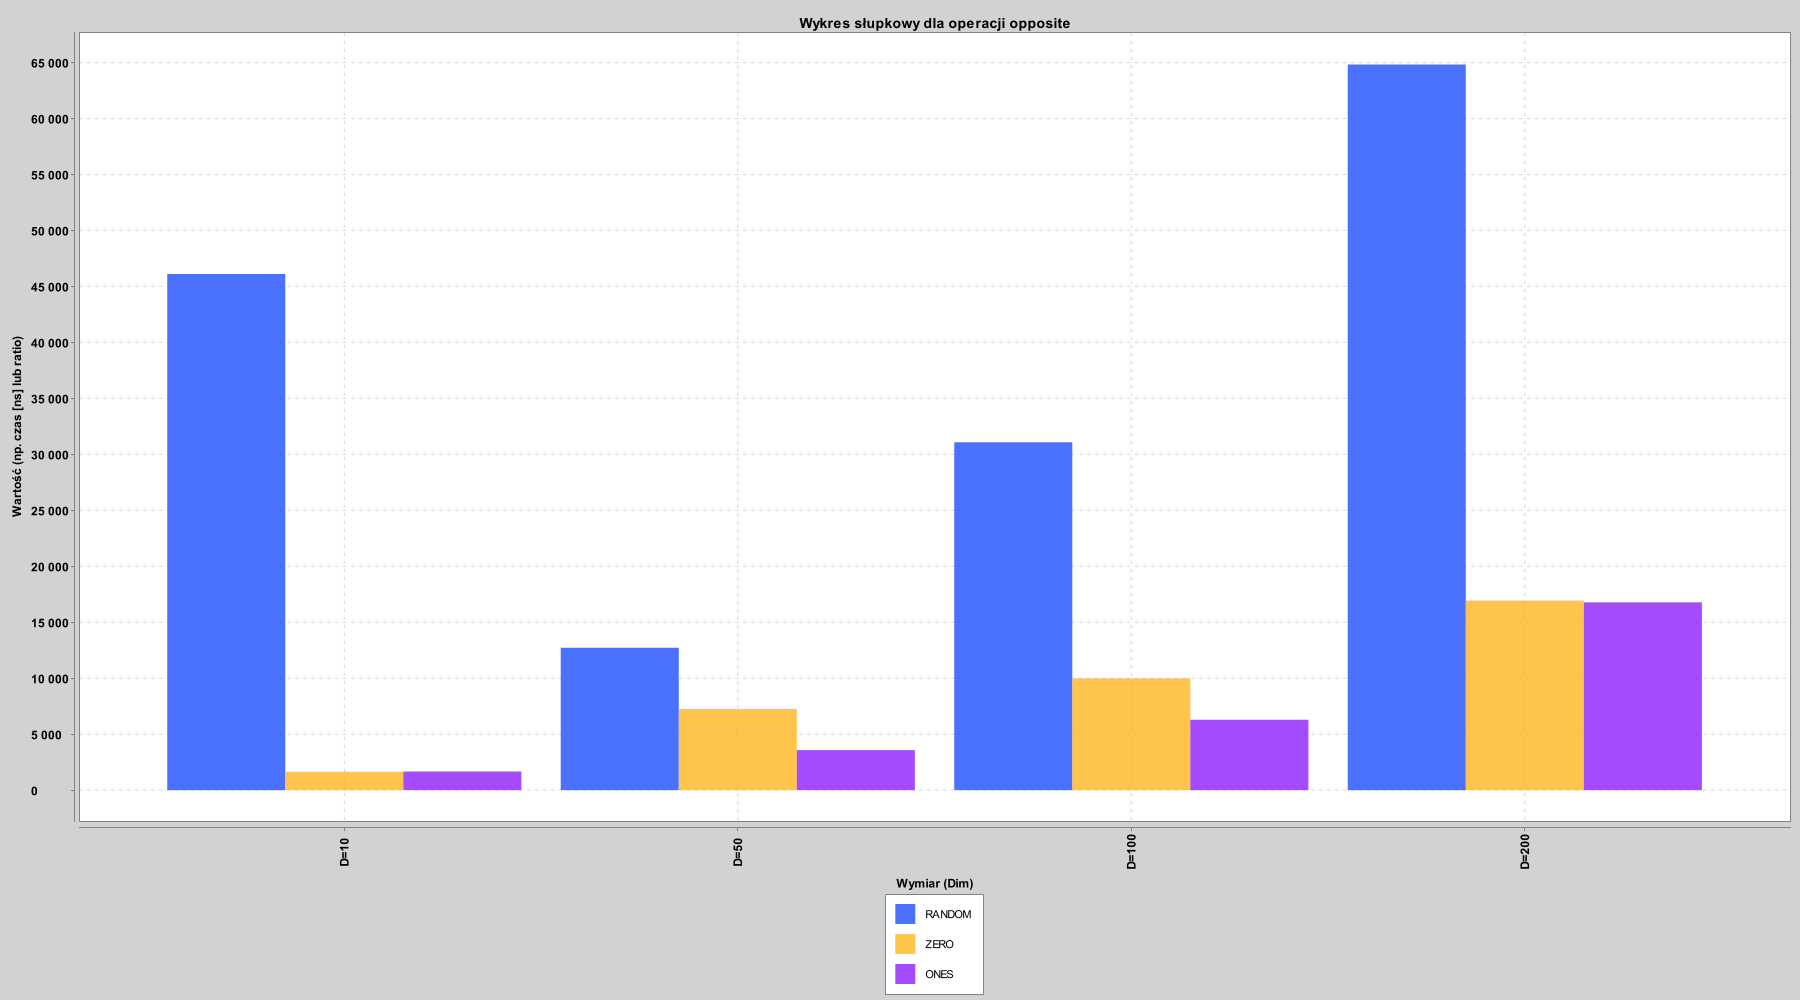 Wykres słupkowy dla operacji opposite
65 000
60 000
55 000
50 000
45 000
40 000
35 000
30 000
25 000
20 000
15 000
10 000
5 000
0
Wartość (np. czas [ns] lub ratio)
D=10
D=50
D=100
D=200
Wymiar (Dim)
RANDOM
ZERO
ONES